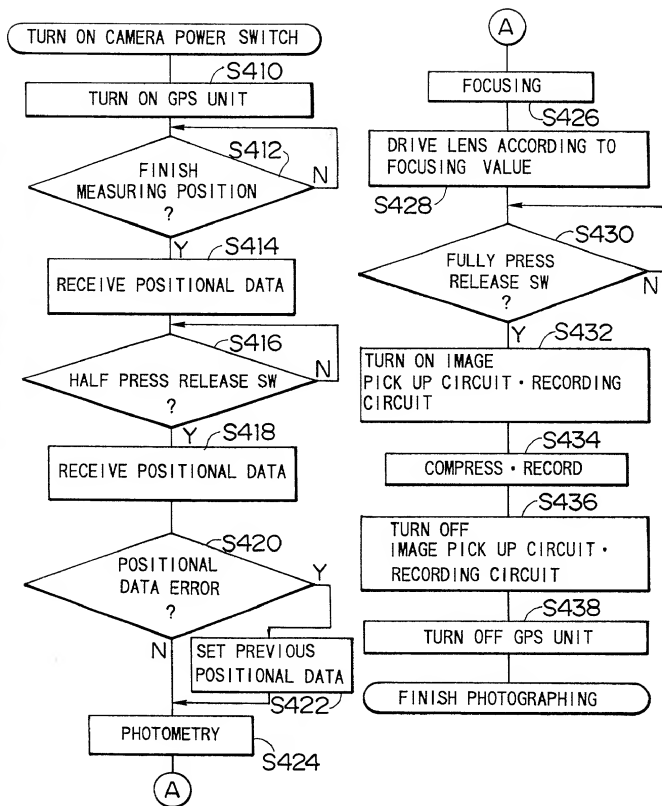 TURN ON CAMERA POWER SWITCH
S410
TURN ON GPS UNIT
S412
FINISH
MEASURING POSITION
?
N
Y
S414
RECEIVE POSITIONAL DATA
S416
HALF PRESS RELEASE SW
?
N
Y
S418
RECEIVE POSITIONAL DATA
S420
POSITIONAL
DATA ERROR
?
Y
N
SET PREVIOUS
POSITIONAL DATA
S422
PHOTOMETRY
S424
A
A
FOCUSING
S426
DRIVE LENS ACCORDING TO
FOCUSING VALUE
S428
S430
FULLY PRESS
RELEASE SW
?
N
Y
S432
TURN ON IMAGE
PICK UP CIRCUIT・RECORDING
CIRCUIT
S434
COMPRESS・RECORD
S436
TURN OFF
IMAGE PICK UP CIRCUIT・
RECORDING CIRCUIT
S438
TURN OFF GPS UNIT
FINISH PHOTOGRAPHING